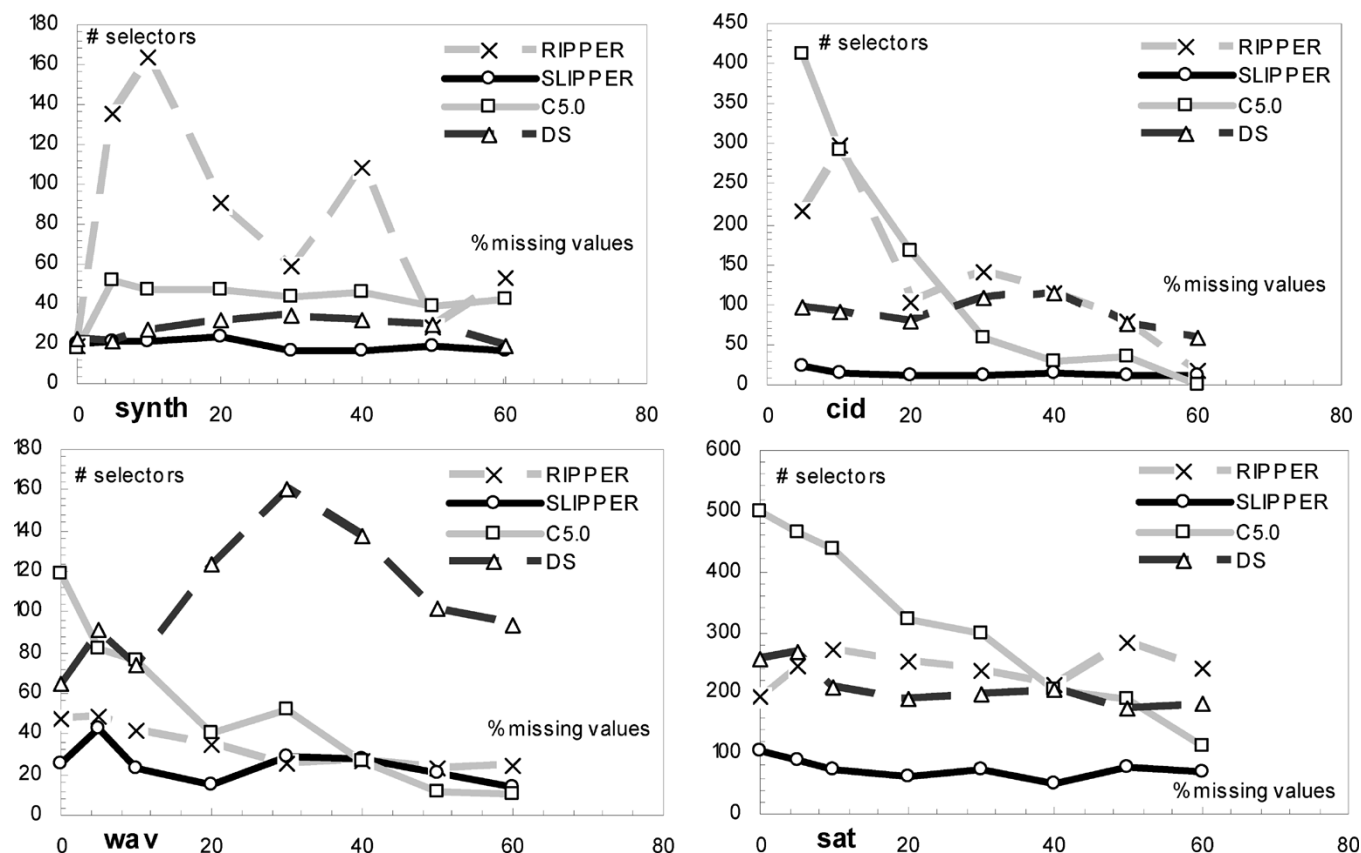 180
# selectors
RIPPER
SLIPPER
C5.0
DS
160
140
120
100
80
60
40
20
0
% missing values
0
synth
20
40
60
80
450
# selectors
RIPPER
SLIPPER
C5.0
DS
400
350
300
250
200
150
100
50
0
% missing values
0
cid
20
40
60
80
180
# selectors
RIPPER
SLIPPER
C5.0
DS
160
140
120
100
80
60
40
20
0
% missing values
0
wav
20
40
60
80
600
# selectors
RIPPER
SLIPPER
C5.0
DS
500
400
300
200
100
0
% missing values
0
sat
20
40
60
80